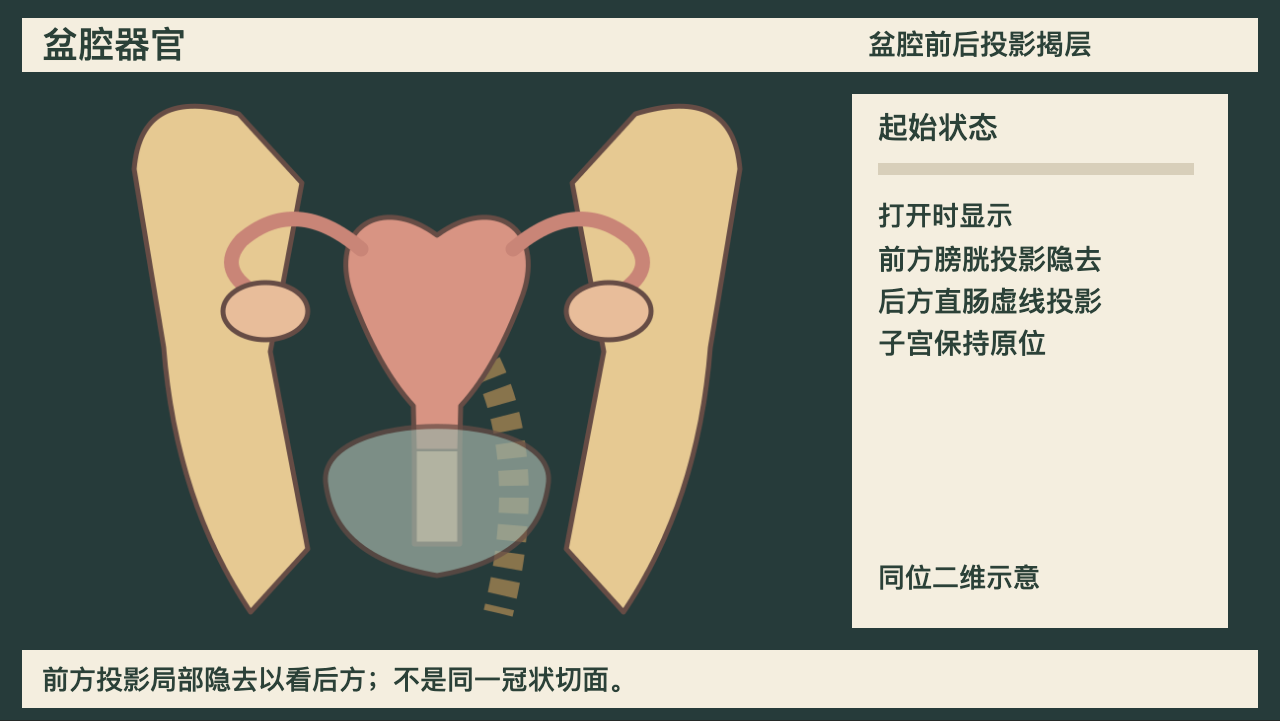 盆腔器官
盆腔前后投影揭层
起始状态
打开时显示
前方膀胱投影隐去
后方直肠虚线投影
子宫保持原位
同位二维示意
前方投影局部隐去以看后方；不是同一冠状切面。